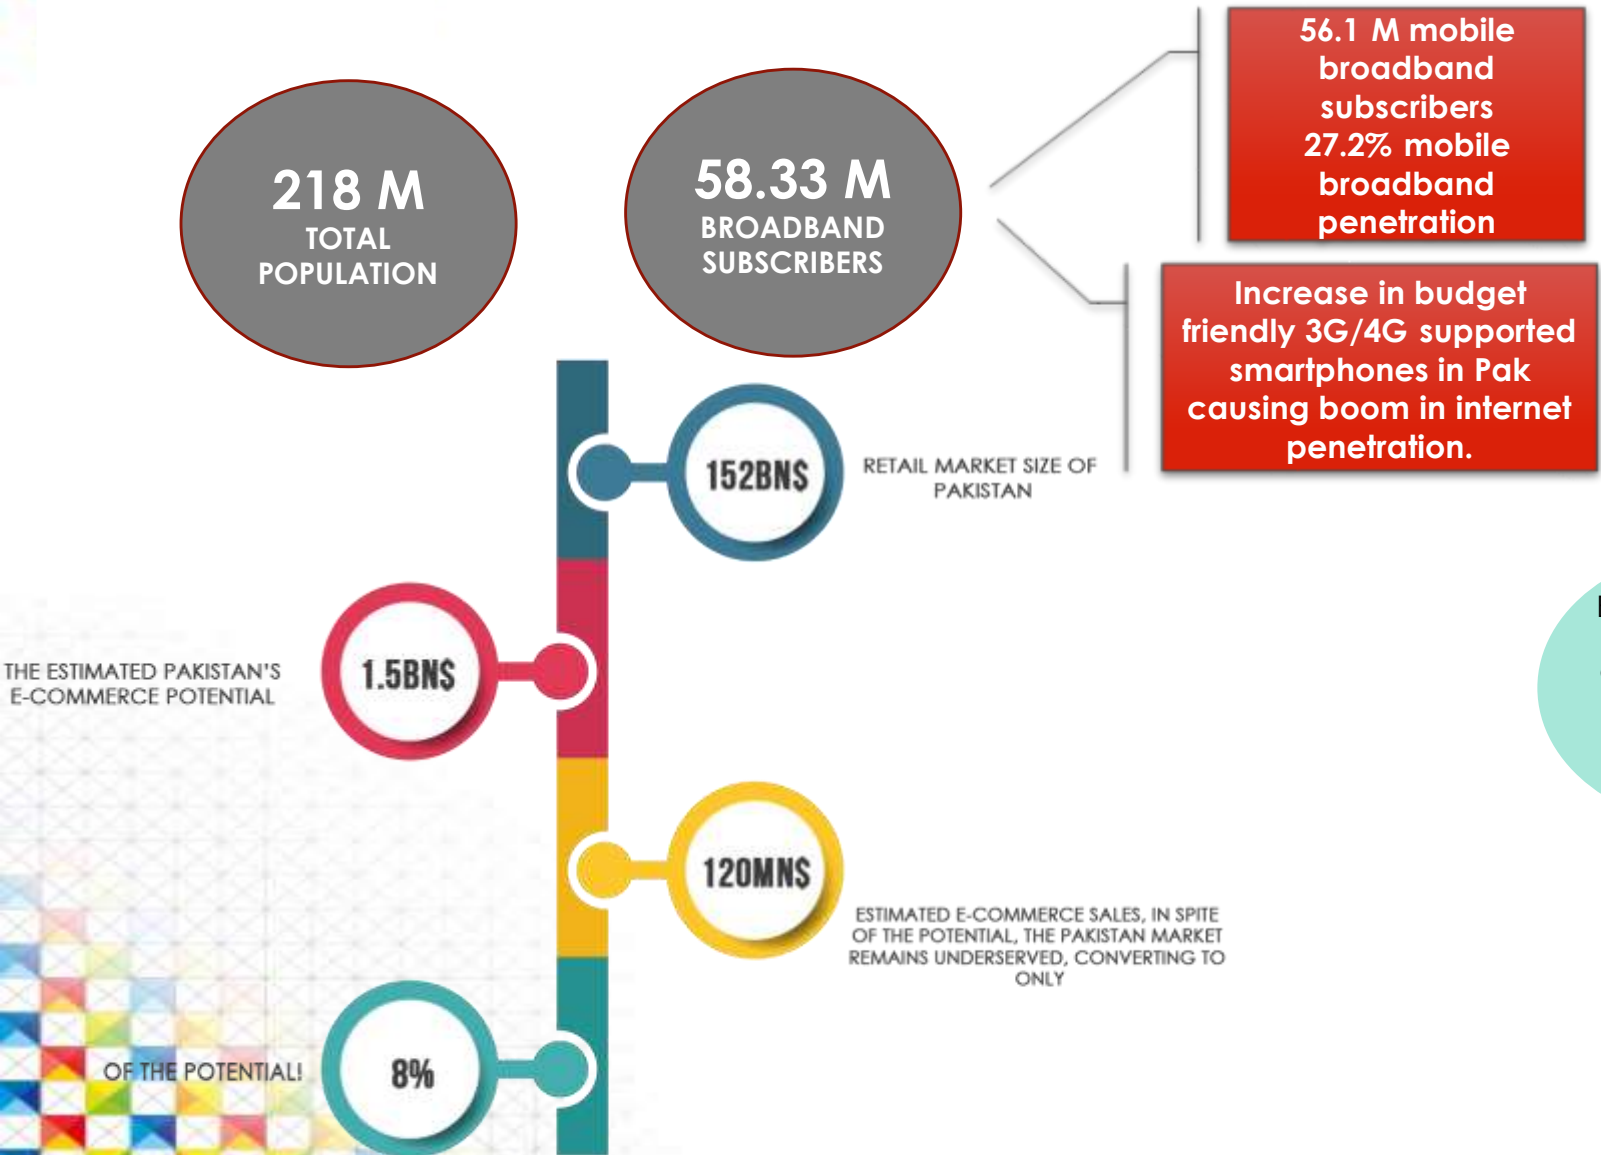 218 M
TOTAL
POPULATION
58.33 M
BROADBAND
SUBSCRIBERS
56.1 M mobile
broadband
subscribers
27.2% mobile
broadband
penetration
Increase in budget
friendly 3G/4G supported
smartphones in Pak
causing boom in internet
penetration.
152BN$
RETAIL MARKET SIZE OF
PAKISTAN
THE ESTIMATED PAKISTAN'S
E-COMMERCE POTENTIAL
1.5BN$
120MN$
ESTIMATED E-COMMERCE SALES, IN SPITE
OF THE POTENTIAL, THE PAKISTAN MARKET
REMAINS UNDERSERVED, CONVERTING TO
ONLY
OF THE POTENTIAL!
8%